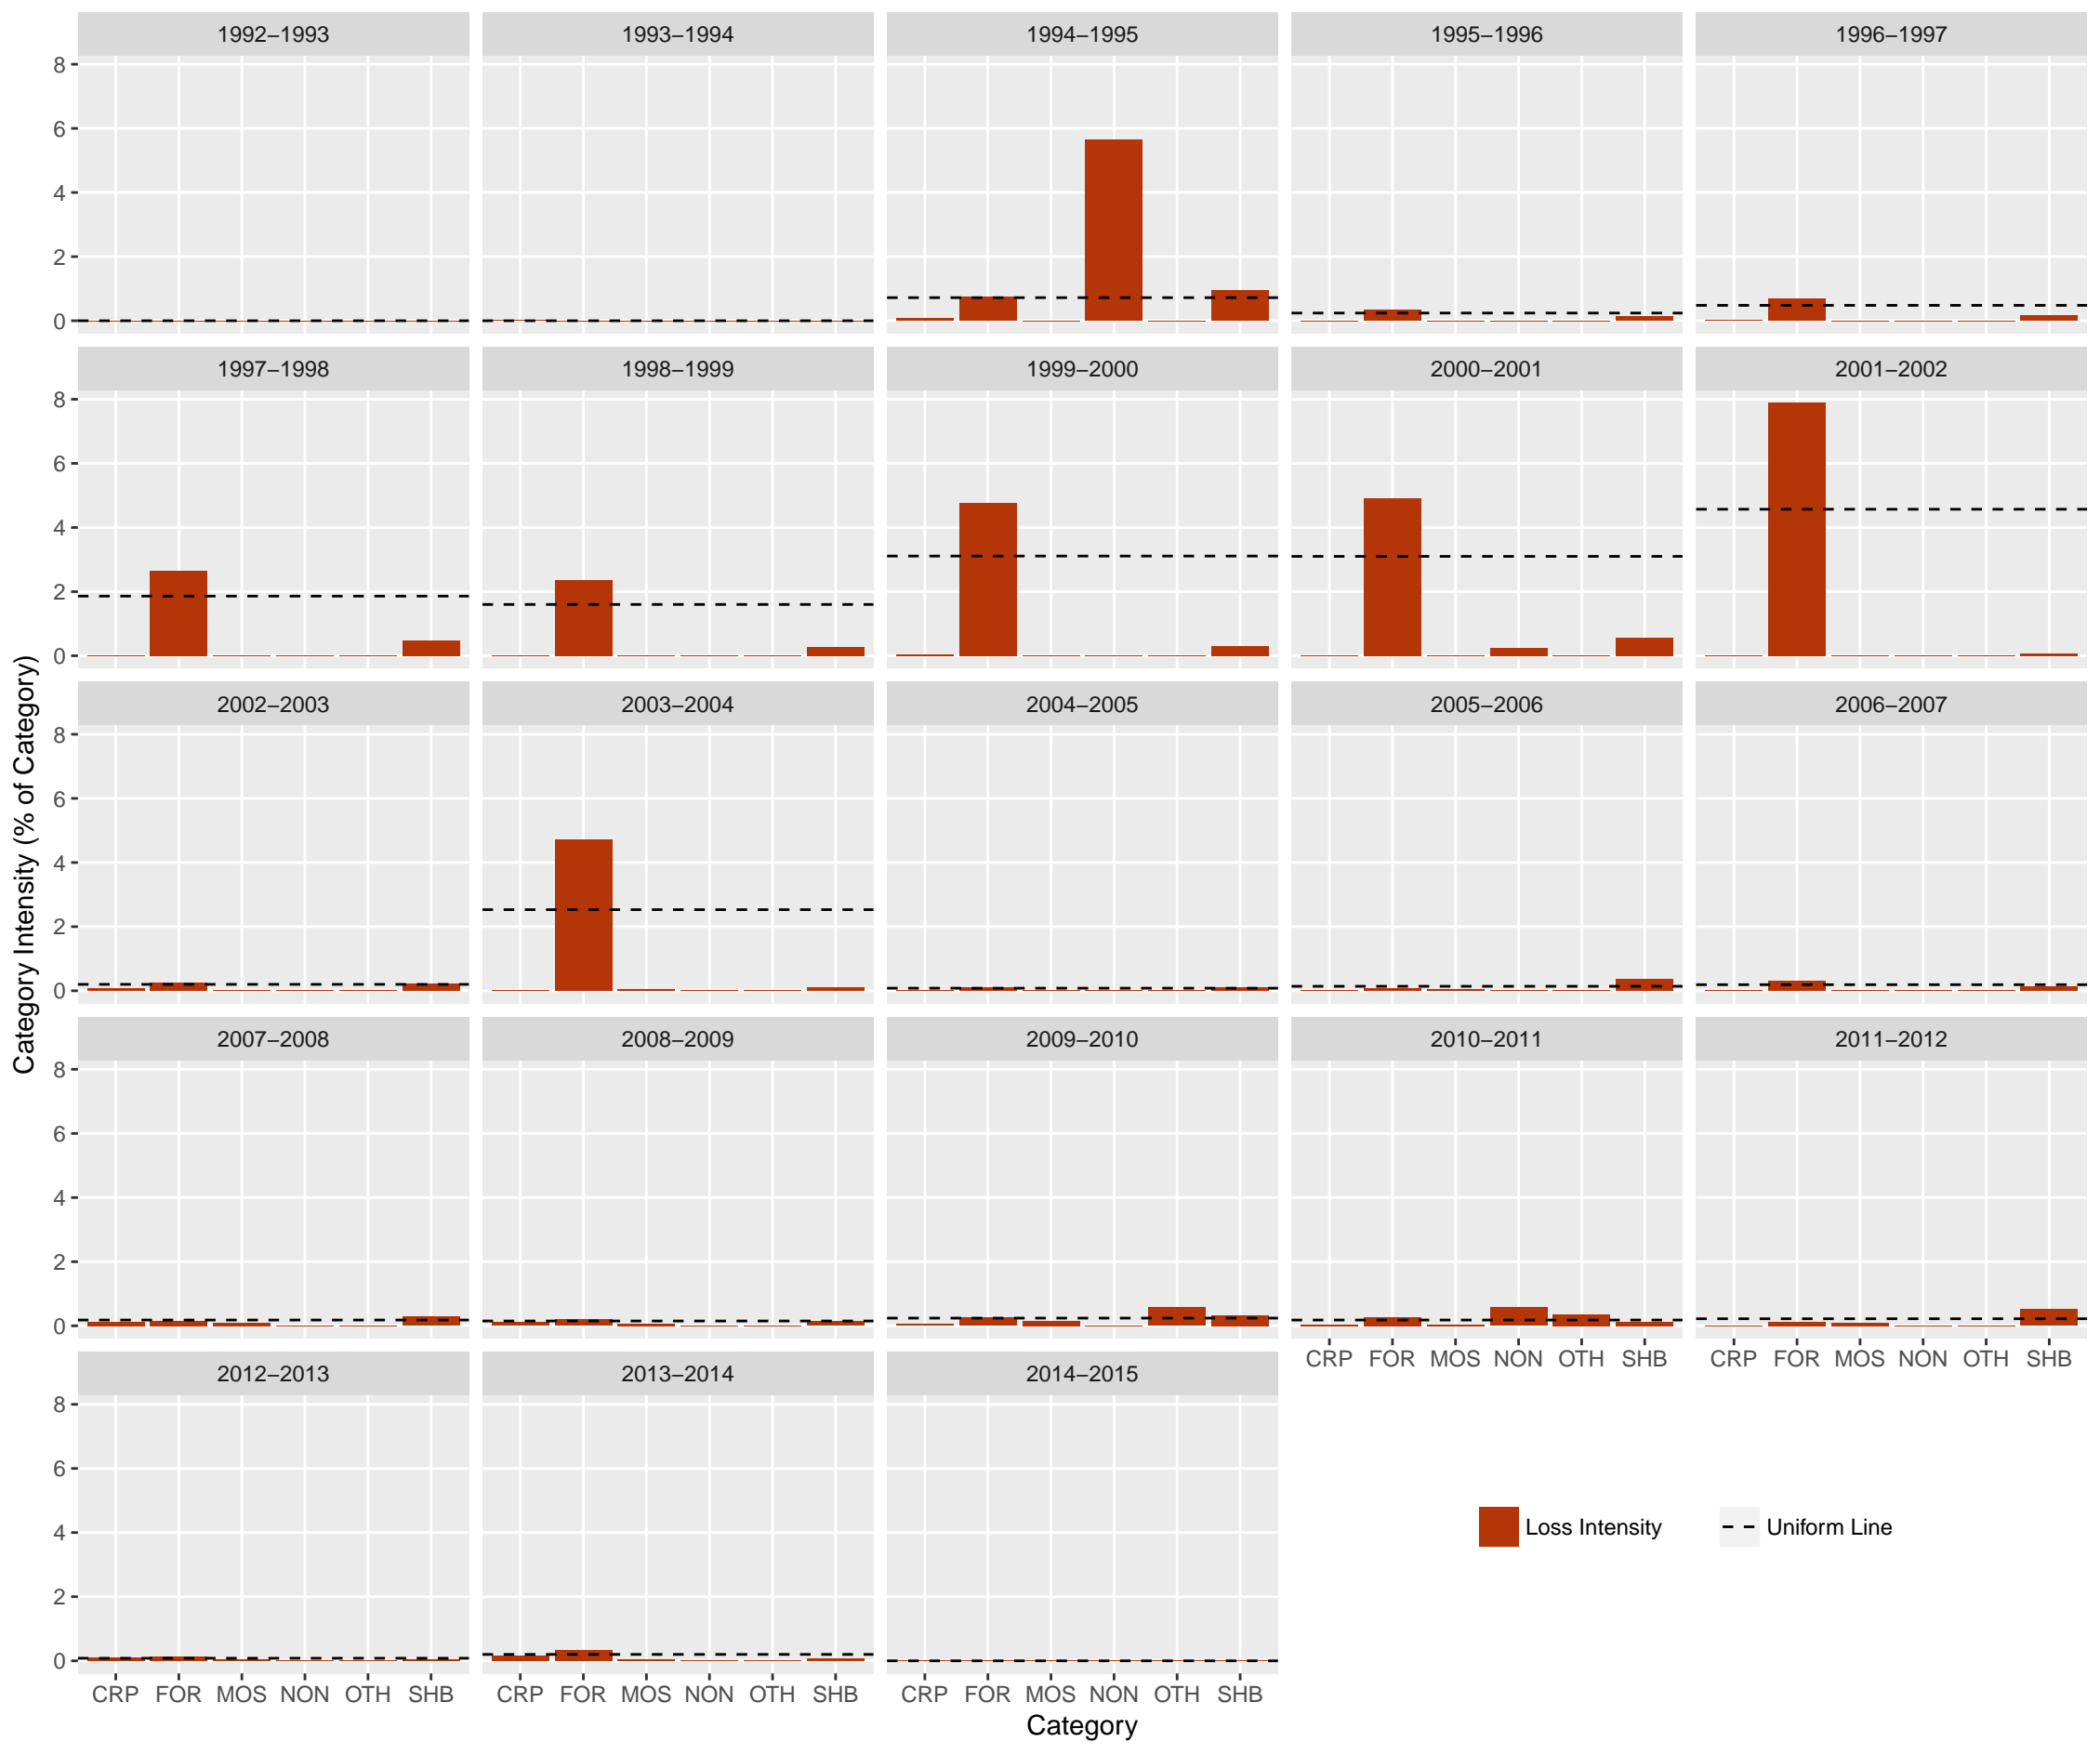 1992–1993 1993–1994 1994–1995 1995–1996 1996–1997
8
6
4
2
0
1997–1998 1998–1999 1999–2000 2000–2001 2001–2002
8
6
4
2
0
2002–2003 2003–2004 2004–2005 2005–2006 2006–2007
8
6
4
2
0
Category Intensity (% of Category)
2007–2008 2008–2009 2009–2010 2010–2011 2011–2012
8
6
4
2
0
CRP FOR MOS NON OTH SHB CRP FOR MOS NON OTH SHB
2012–2013 2013–2014 2014–2015
8
6
4
2
0
Loss Intensity Uniform Line
CRP FOR MOS NON OTH SHB CRP FOR MOS NON OTH SHB CRP FOR MOS NON OTH SHB
Category